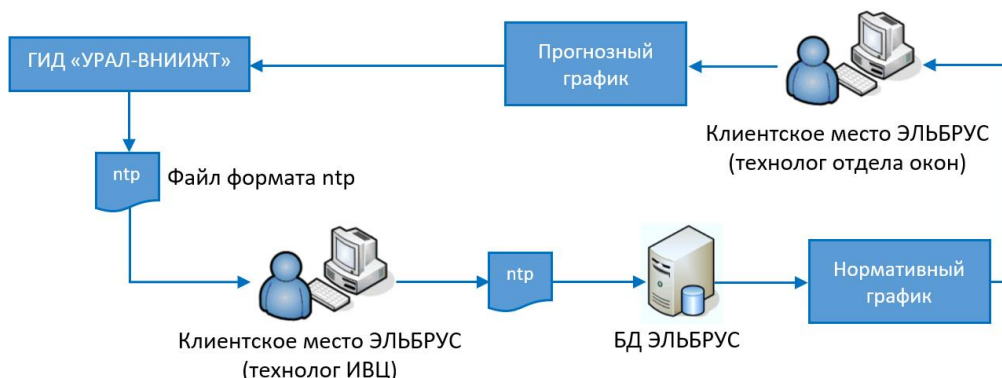 ГИД «УРАЛ-ВНИИЖТ»
Прогнозный
график
Клиентское место ЭЛЬБРУС
(технолог отдела окон)
ntp
Файл формата ntp
ntp
Нормативный
график
Клиентское место ЭЛЬБРУС
(технолог ИВЦ)
БД ЭЛЬБРУС